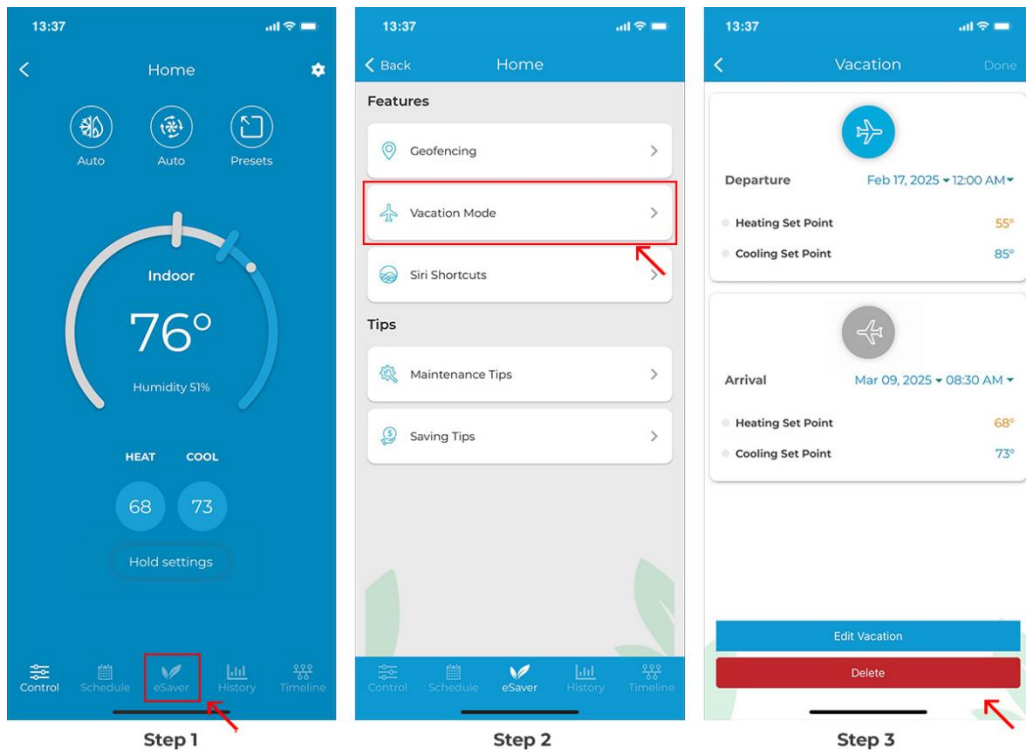 13:37
Home
Auto
Auto
Presets
Indoor
76°
Humidity 51%
HEAT COOL
68 73
Hold settings
Control Schedule eSaver History Timeline
Step 1
13:37
Back Home
Features
Geofencing
Vacation Mode
Siri Shortcuts
Tips
Maintenance Tips
Saving Tips
Control Schedule eSaver History Timeline
Step 2
13:37
Vacation Done
Departure Feb 17, 2025 12:00 AM
Heating Set Point 55°
Cooling Set Point 85°
Arrival Mar 09, 2025 08:30 AM
Heating Set Point 68°
Cooling Set Point 73°
Edit Vacation
Delete
Step 3